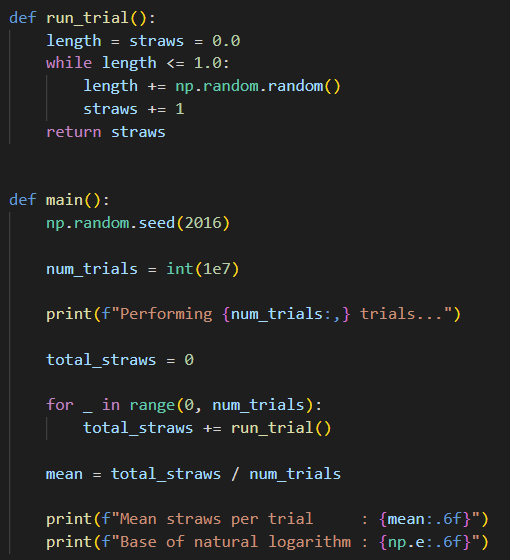 def run_trial():
    length = straws = 0.0
    while length <= 1.0:
        length += np.random.random()
        straws += 1
    return straws


def main():
    np.random.seed(2016)

    num_trials = int(1e7)

    print(f"Performing {num_trials:,} trials...")

    total_straws = 0

    for _ in range(0, num_trials):
        total_straws += run_trial()

    mean = total_straws / num_trials

    print(f"Mean straws per trial     : {mean:.6f}")
    print(f"Base of natural logarithm : {np.e:.6f}")